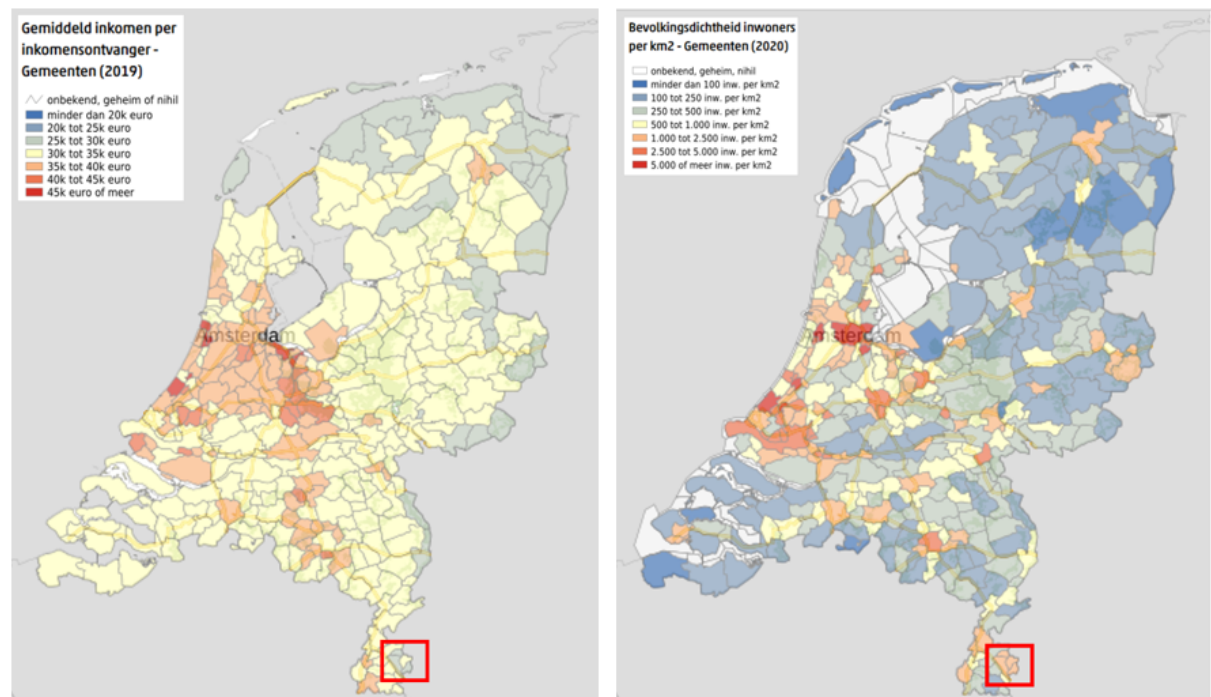 Gemiddeld inkomen per
inkomensontvanger -
Gemeenten (2019)
onbekend, geheim of nihil
minder dan 20k euro
20k tot 25k euro
25k tot 30k euro
30k tot 35k euro
35k tot 40k euro
40k tot 45k euro
45k euro of meer
Amsterdam
Bevolkingsdichtheid inwoners
per km2 - Gemeenten (2020)
onbekend, geheim, nihil
minder dan 100 inw. per km2
100 tot 250 inw. per km2
250 tot 500 inw. per km2
500 tot 1.000 inw. per km2
1.000 tot 2.500 inw. per km2
2.500 tot 5.000 inw. per km2
5.000 of meer inw. per km2
Amsterdam